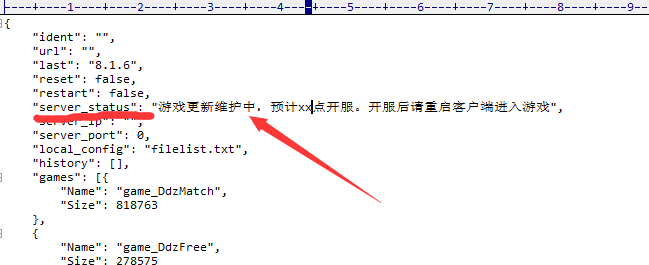 ----1----+----2----+----3----+----4----+----5----+----6----+----7----+----8----+----9--
{
"ident": "",
"url": "",
"last": "8.1.6",
"reset": false,
"restart": false,
"server_status": "游戏更新维护中，预计xx点开服。开服后请重启客户端进入游戏",
"server_ip": "",
"server_port": 0,
"local_config": "filelist.txt",
"history": [],
"games": [{
"Name": "game_DdzMatch",
"Size": 818763
},
{
"Name": "game_DdzFree",
"Size": 278575